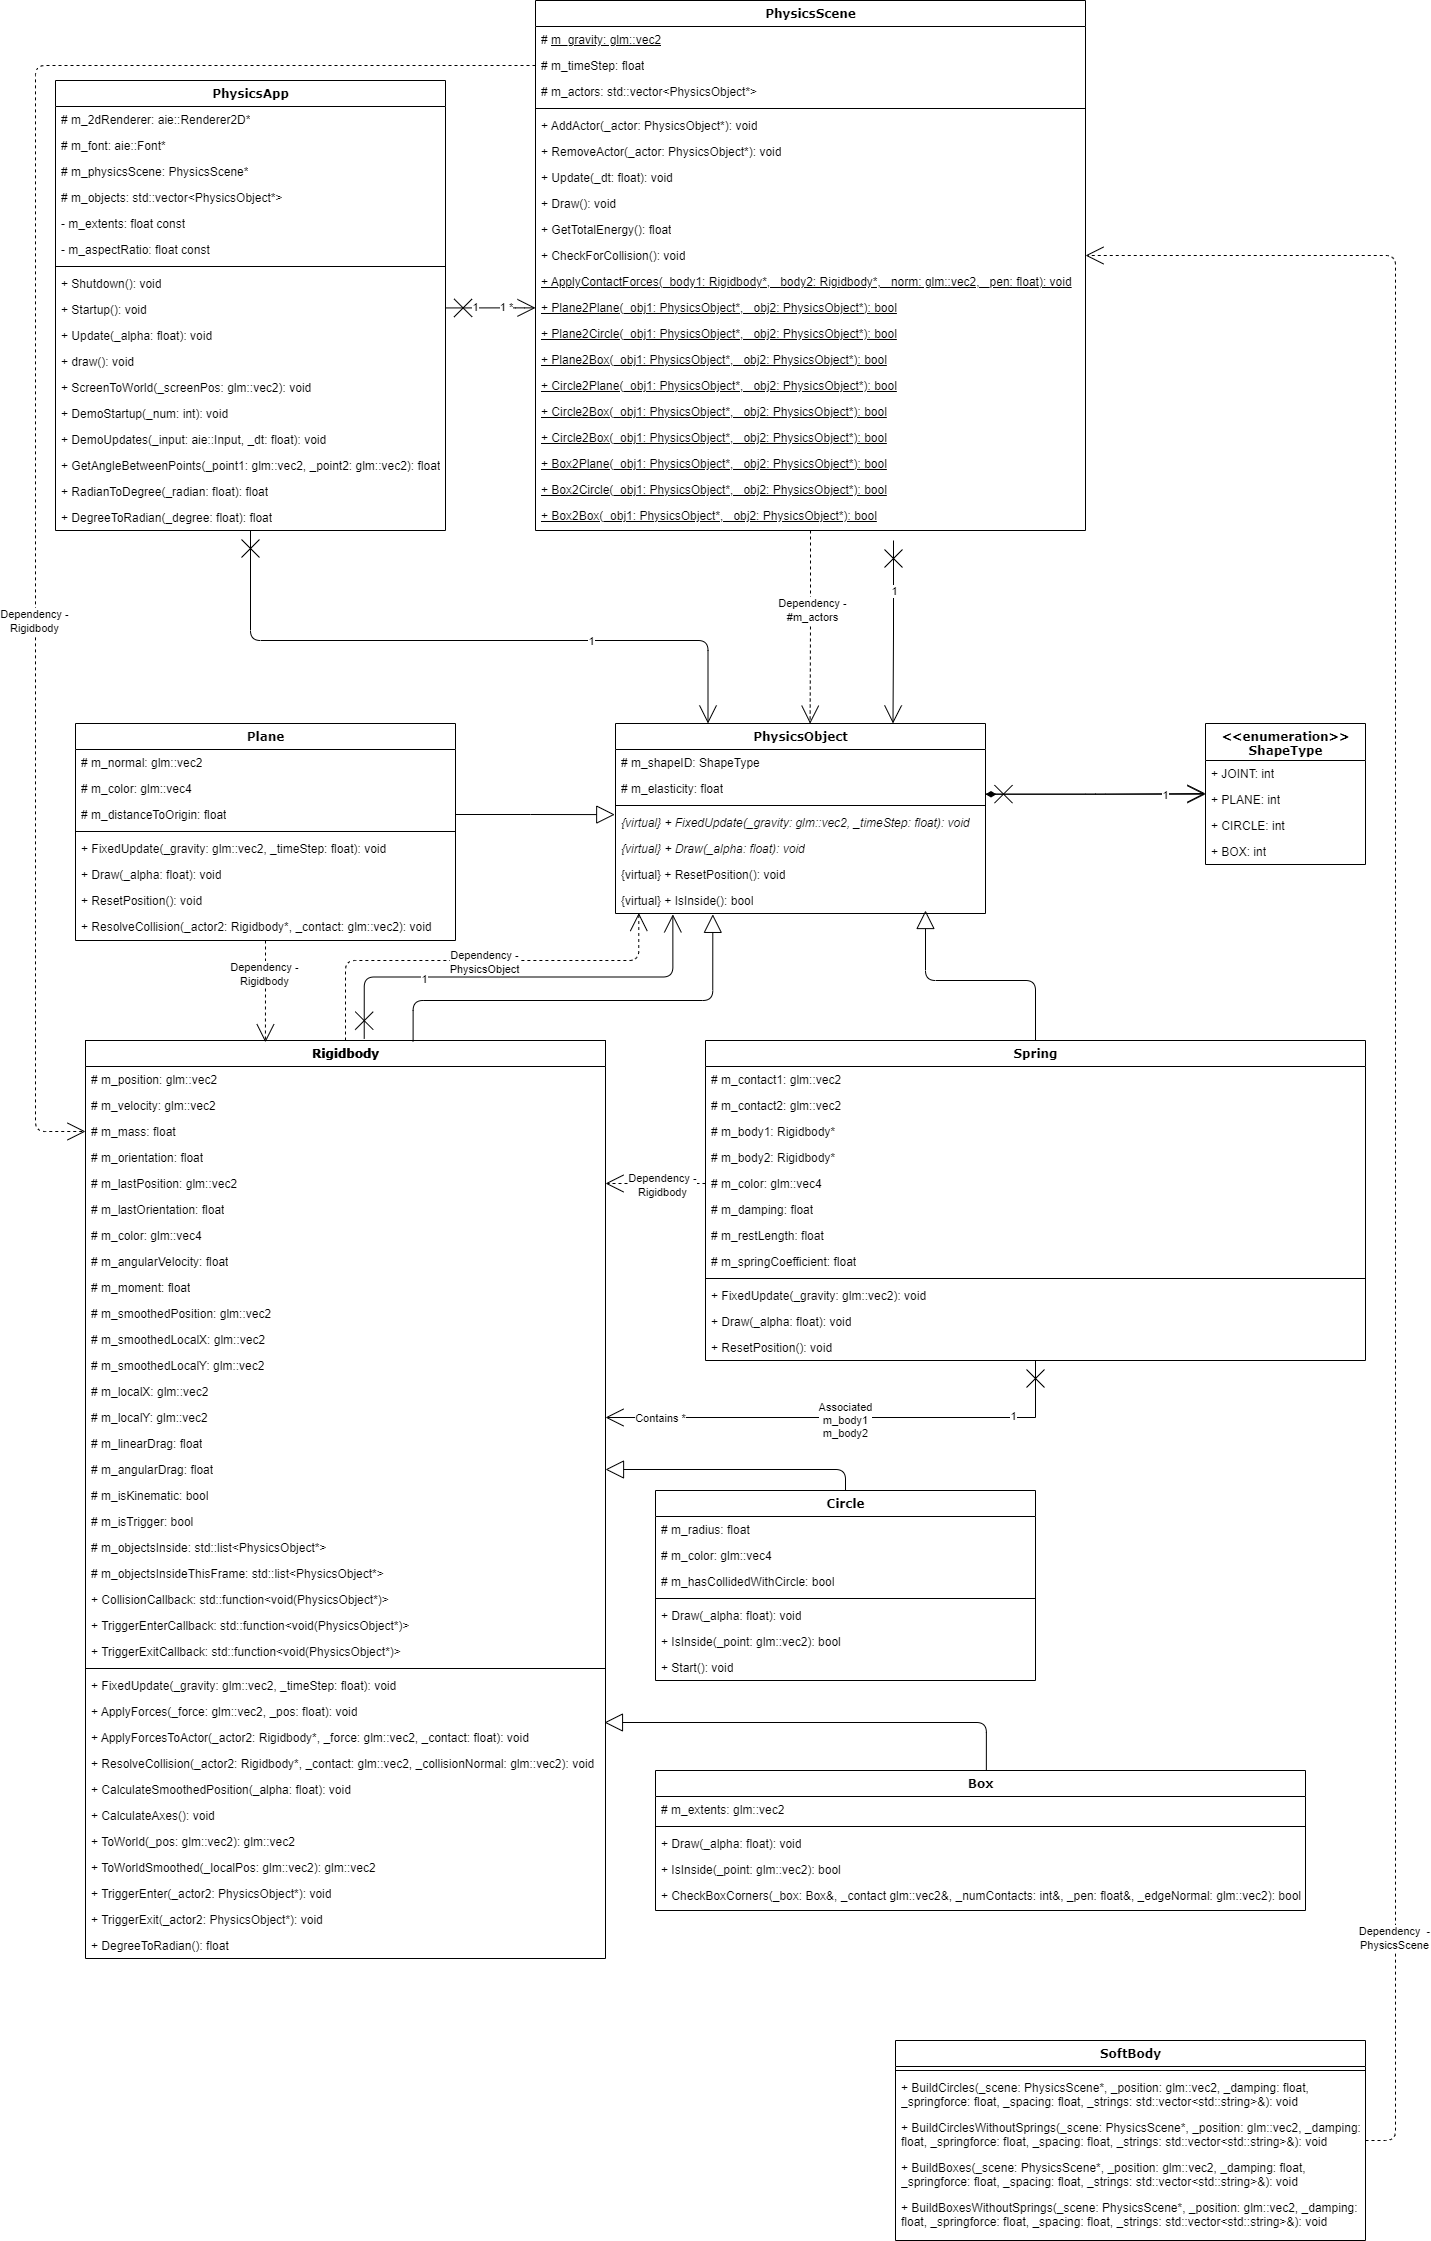 PhysicsScene
# m_gravity: glm::vec2
# m_timeStep: float
# m_actors: std::vector<PhysicsObject*>
+ AddActor(_actor: PhysicsObject*): void
+ RemoveActor(_actor: PhysicsObject*): void
+ Update(_dt: float): void
+ Draw(): void
+ GetTotalEnergy(): float
+ CheckForCollision(): void
+ ApplyContactForces(_body1: Rigidbody*, _body2: Rigidbody*, _norm: glm::vec2, _pen: float): void
+ Plane2Plane(_obj1: PhysicsObject*, _obj2: PhysicsObject*): bool
+ Plane2Circle(_obj1: PhysicsObject*, _obj2: PhysicsObject*): bool
+ Plane2Box(_obj1: PhysicsObject*, _obj2: PhysicsObject*): bool
+ Circle2Plane(_obj1: PhysicsObject*, _obj2: PhysicsObject*): bool
+ Circle2Box(_obj1: PhysicsObject*, _obj2: PhysicsObject*): bool
+ Circle2Box(_obj1: PhysicsObject*, _obj2: PhysicsObject*): bool
+ Box2Plane(_obj1: PhysicsObject*, _obj2: PhysicsObject*): bool
+ Box2Circle(_obj1: PhysicsObject*, _obj2: PhysicsObject*): bool
+ Box2Box(_obj1: PhysicsObject*, _obj2: PhysicsObject*): bool
PhysicsApp
# m_2dRenderer: aie::Renderer2D*
# m_font: aie::Font*
# m_physicsScene: PhysicsScene*
# m_objects: std::vector<PhysicsObject*>
- m_extents: float const
- m_aspectRatio: float const
+ Shutdown(): void
+ Startup(): void
+ Update(_alpha: float): void
+ draw(): void
+ ScreenToWorld(_screenPos: glm::vec2): void
+ DemoStartup(_num: int): void
+ DemoUpdates(_input: aie::Input, _dt: float): void
+ GetAngleBetweenPoints(_point1: glm::vec2, _point2: glm::vec2): float
+ RadianToDegree(_radian: float): float
+ DegreeToRadian(_degree: float): float
1
1 *
Dependency -
Rigidbody
Dependency -
#m_actors
1
1
Plane
# m_normal: glm::vec2
# m_color: glm::vec4
# m_distanceToOrigin: float
+ FixedUpdate(_gravity: glm::vec2, _timeStep: float): void
+ Draw(_alpha: float): void
+ ResetPosition(): void
+ ResolveCollision(_actor2: Rigidbody*, _contact: glm::vec2): void
PhysicsObject
# m_shapeID: ShapeType
# m_elasticity: float
{virtual} + FixedUpdate(_gravity: glm::vec2, _timeStep: float): void
{virtual} + Draw(_alpha: float): void
{virtual} + ResetPosition(): void
{virtual} + IsInside(): bool
1
<<enumeration>>
ShapeType
+ JOINT: int
+ PLANE: int
+ CIRCLE: int
+ BOX: int
Dependency -
Rigidbody
Dependency -
PhysicsObject
1
Rigidbody
# m_position: glm::vec2
# m_velocity: glm::vec2
# m_mass: float
# m_orientation: float
# m_lastPosition: glm::vec2
# m_lastOrientation: float
# m_color: glm::vec4
# m_angularVelocity: float
# m_moment: float
# m_smoothedPosition: glm::vec2
# m_smoothedLocalX: glm::vec2
# m_smoothedLocalY: glm::vec2
# m_localX: glm::vec2
# m_localY: glm::vec2
# m_linearDrag: float
# m_angularDrag: float
# m_isKinematic: bool
# m_isTrigger: bool
# m_objectsInside: std::list<PhysicsObject*>
# m_objectsInsideThisFrame: std::list<PhysicsObject*>
+ CollisionCallback: std::function<void(PhysicsObject*)>
+ TriggerEnterCallback: std::function<void(PhysicsObject*)>
+ TriggerExitCallback: std::function<void(PhysicsObject*)>
+ FixedUpdate(_gravity: glm::vec2, _timeStep: float): void
+ ApplyForces(_force: glm::vec2, _pos: float): void
+ ApplyForcesToActor(_actor2: Rigidbody*, _force: glm::vec2, _contact: float): void
+ ResolveCollision(_actor2: Rigidbody*, _contact: glm::vec2, _collisionNormal: glm::vec2): void
+ CalculateSmoothedPosition(_alpha: float): void
+ CalculateAxes(): void
+ ToWorld(_pos: glm::vec2): glm::vec2
+ ToWorldSmoothed(_localPos: glm::vec2): glm::vec2
+ TriggerEnter(_actor2: PhysicsObject*): void
+ TriggerExit(_actor2: PhysicsObject*): void
+ DegreeToRadian(): float
Spring
# m_contact1: glm::vec2
# m_contact2: glm::vec2
# m_body1: Rigidbody*
# m_body2: Rigidbody*
# m_color: glm::vec4
# m_damping: float
# m_restLength: float
# m_springCoefficient: float
+ FixedUpdate(_gravity: glm::vec2): void
+ Draw(_alpha: float): void
+ ResetPosition(): void
Dependency -
Rigidbody
Contains *
Associated
m_body1
m_body2
1
Circle
# m_radius: float
# m_color: glm::vec4
# m_hasCollidedWithCircle: bool
+ Draw(_alpha: float): void
+ IsInside(_point: glm::vec2): bool
+ Start(): void
Box
# m_extents: glm::vec2
+ Draw(_alpha: float): void
+ IsInside(_point: glm::vec2): bool
+ CheckBoxCorners(_box: Box&, _contact glm::vec2&, _numContacts: int&, _pen: float&, _edgeNormal: glm::vec2): bool
Dependency -
PhysicsScene
SoftBody
+ BuildCircles(_scene: PhysicsScene*, _position: glm::vec2, _damping: float,
_springforce: float, _spacing: float, _strings: std::vector<std::string>&): void
+ BuildCirclesWithoutSprings(_scene: PhysicsScene*, _position: glm::vec2, _damping:
float, _springforce: float, _spacing: float, _strings: std::vector<std::string>&): void
+ BuildBoxes(_scene: PhysicsScene*, _position: glm::vec2, _damping: float,
_springforce: float, _spacing: float, _strings: std::vector<std::string>&): void
+ BuildBoxesWithoutSprings(_scene: PhysicsScene*, _position: glm::vec2, _damping:
float, _springforce: float, _spacing: float, _strings: std::vector<std::string>&): void